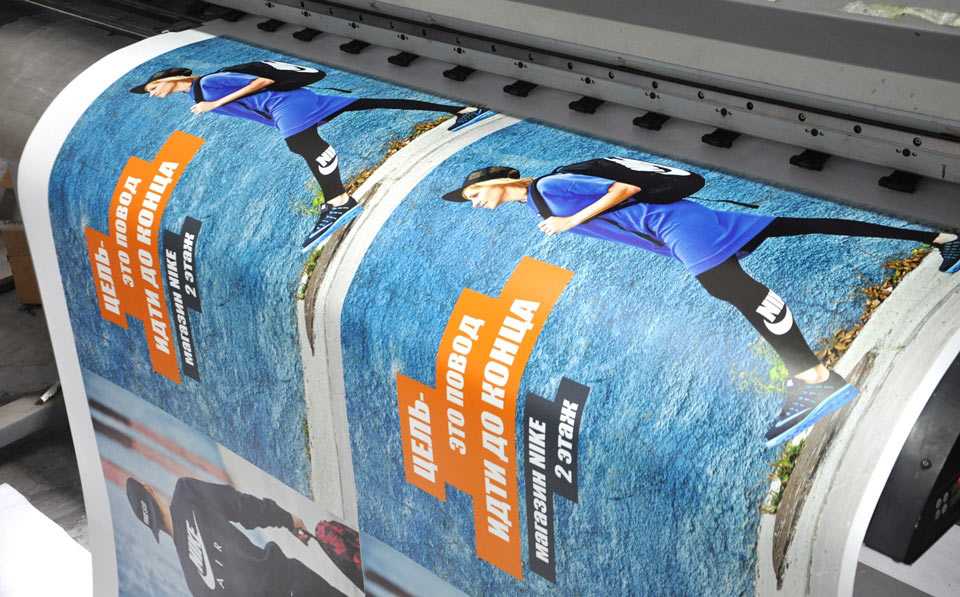 ЦЕЛЬ-
ЭТО ПОВОД
ИДТИ ДО КОНЦА
магазин NIKE
2 этаж
NIKE
ЦЕЛЬ-
ЭТО ПОВОД
ИДТИ ДО КОНЦА
магазин NIKE
2 этаж
NIKE
AIR